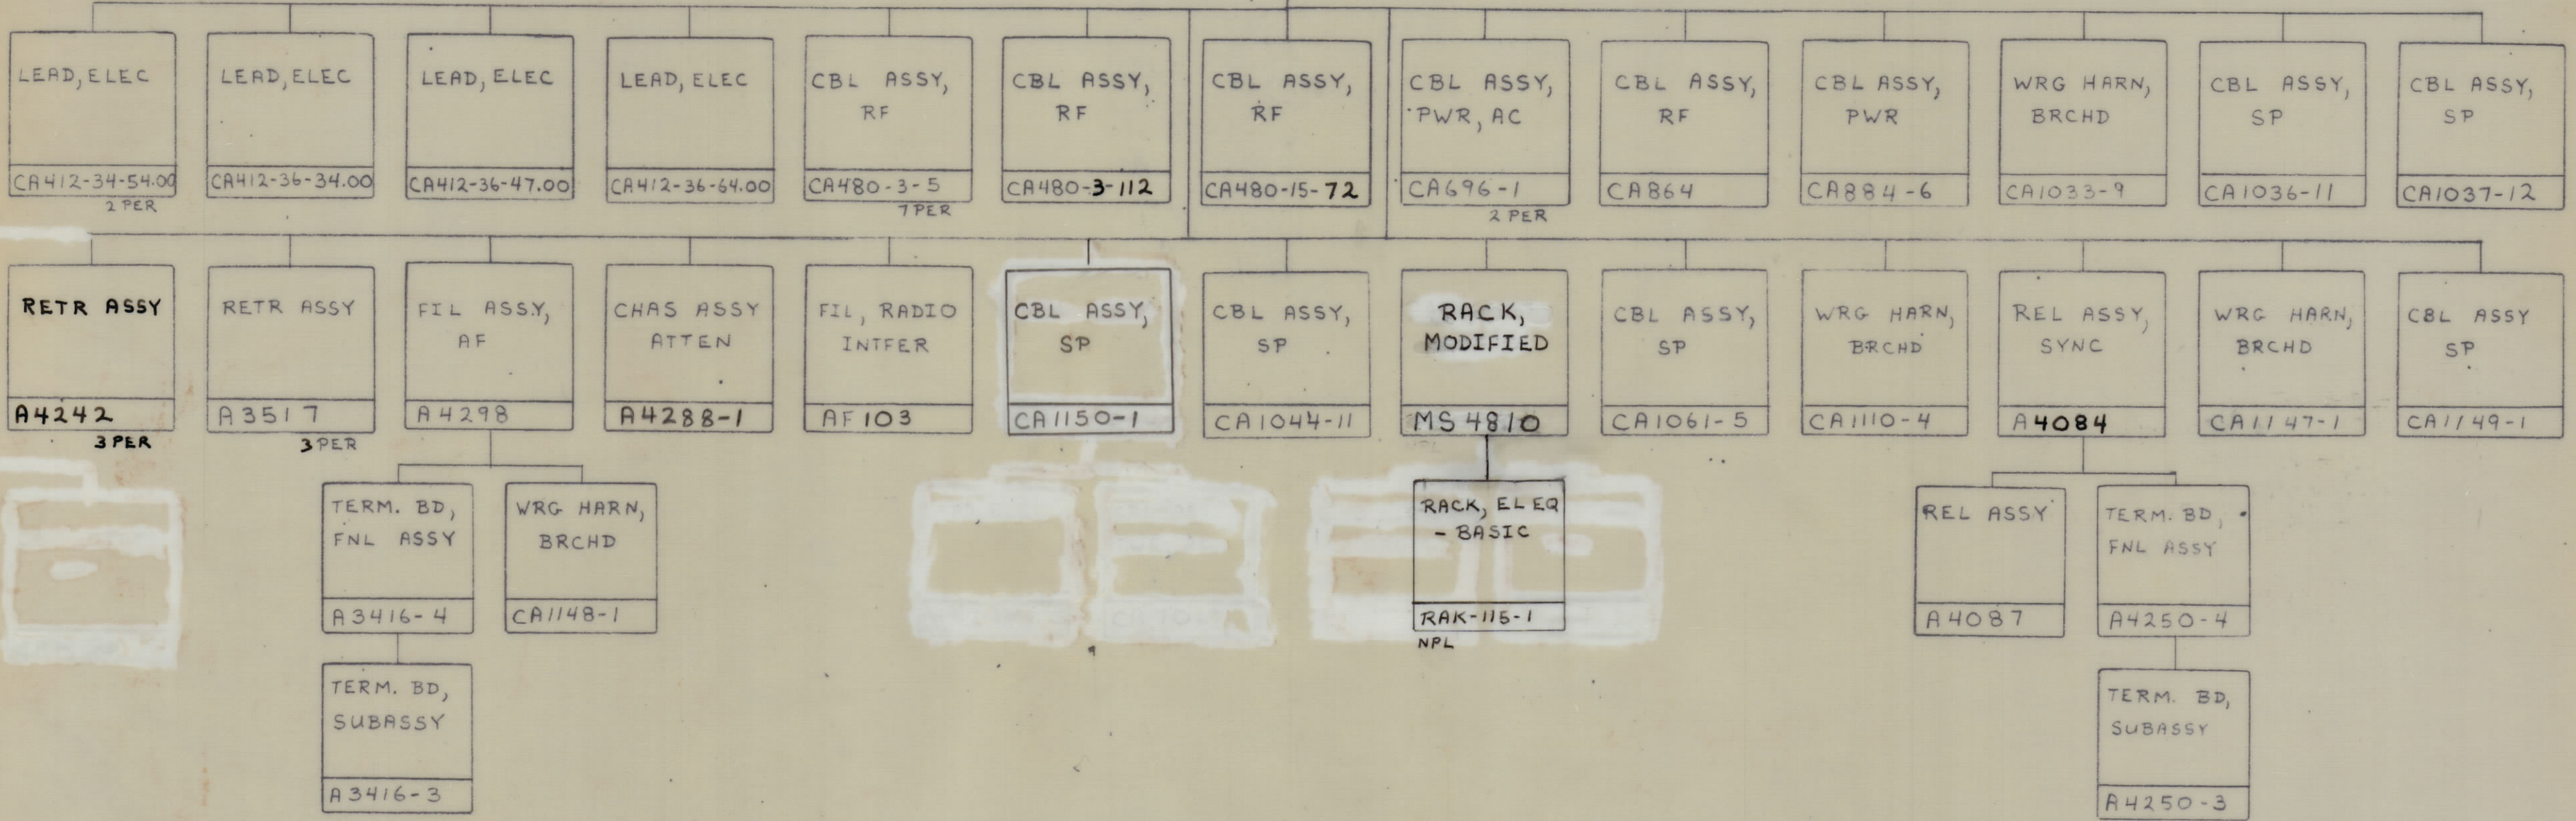 LEAD, ELEC
CA412-34-54.00
2 PER
LEAD, ELEC
CA412-36-34.00
LEAD, ELEC
CA412-36-47.00
LEAD, ELEC
CA412-36-64.00
CBL ASSY,
RF
CA480-3-5
7 PER
CBL ASSY,
RF
CA480-3-112
CBL ASSY,
RF
CA480-15-72
CBL ASSY,
PWR, AC
CA696-1
2 PER
CBL ASSY,
RF
CA864
CBL ASSY,
PWR
CA884-6
WRG HARN,
BRCHD
CA1033-9
CBL ASSY,
SP
CA1036-11
CBL ASSY,
SP
CA1037-12
RETR ASSY
A4242
3 PER
RETR ASSY
A3517
3 PER
FIL ASSY,
AF
A4298
CHAS ASSY
ATTEN
A4288-1
FIL, RADIO
INTFER
AF103
CBL ASSY,
SP
CA1150-1
CBL ASSY,
SP
CA1044-11
RACK,
MODIFIED
MS4810
CBL ASSY,
SP
CA1061-5
WRG HARN,
BRCHD
CA1110-4
REL ASSY,
SYNC
A4084
WRG HARN,
BRCHD
CA1147-1
CBL ASSY
SP
CA1149-1
TERM. BD,
FNL ASSY
A3416-4
WRG HARN,
BRCHD
CA1148-1
RACK, EL EQ
- BASIC
RAK-115-1
NPL
REL ASSY
A4087
TERM. BD,
FNL ASSY
A4250-4
TERM. BD,
SUBASSY
A3416-3
TERM. BD,
SUBASSY
A4250-3